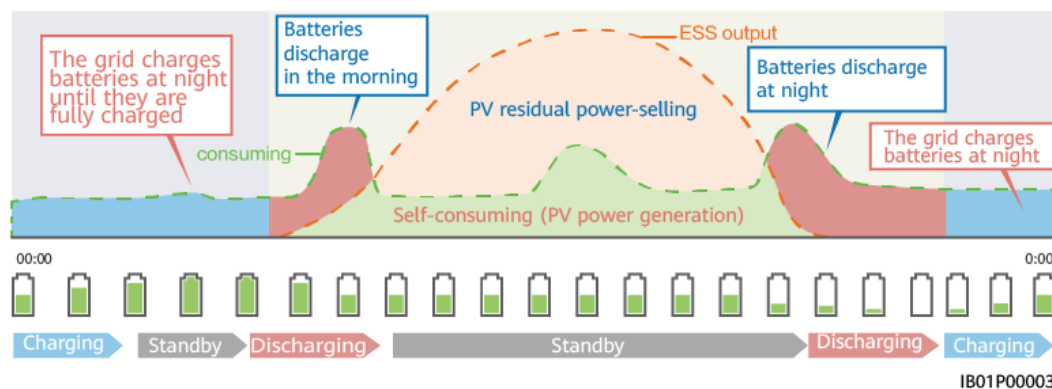 The grid charges
batteries at night
until they are
fully charged
Batteries
discharge
in the morning
ESS output
PV residual power-selling
Batteries discharge
at night
The grid charges
batteries at night
consuming
Self-consuming (PV power generation)
00:00
0:00
Charging
Standby
Discharging
Standby
Discharging
Charging
IB01P00003